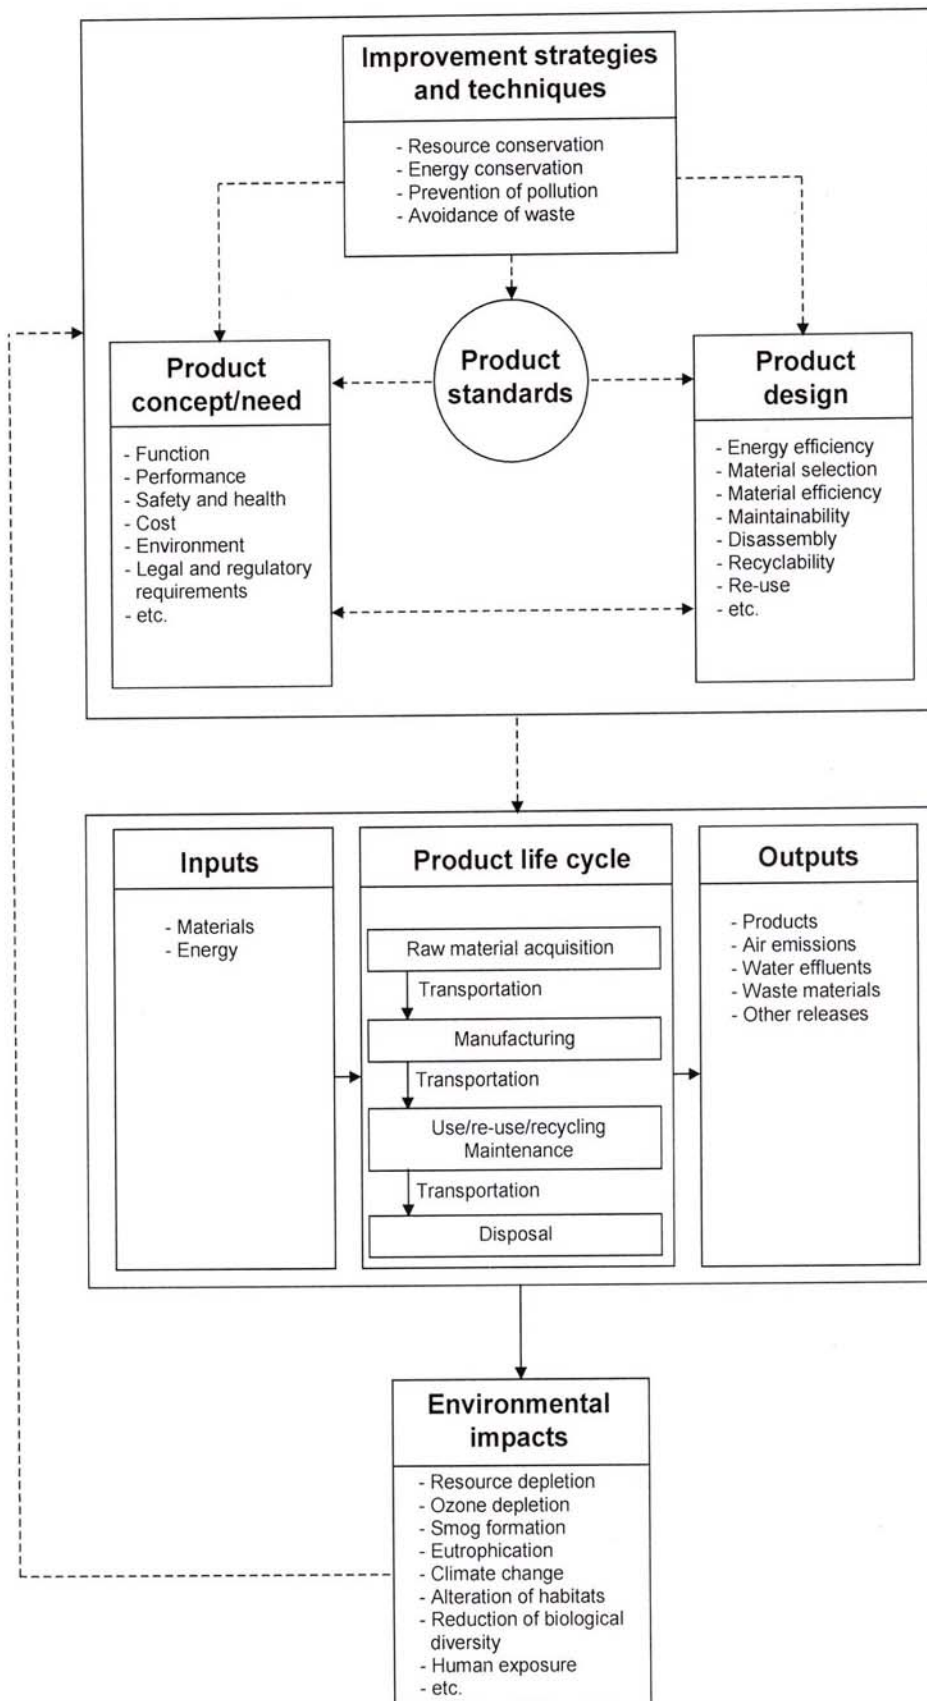 Improvement strategies
and techniques
- Resource conservation
- Energy conservation
- Prevention of pollution
- Avoidance of waste
Product
concept/need
- Function
- Performance
- Safety and health
- Cost
- Environment
- Legal and regulatory
requirements
- etc.
Product
standards
Product
design
- Energy efficiency
- Material selection
- Material efficiency
- Maintainability
- Disassembly
- Recyclability
- Re-use
- etc.
Inputs
- Materials
- Energy
Product life cycle
Raw material acquisition
Transportation
Manufacturing
Transportation
Use/re-use/recycling
Maintenance
Transportation
Disposal
Outputs
- Products
- Air emissions
- Water effluents
- Waste materials
- Other releases
Environmental
impacts
- Resource depletion
- Ozone depletion
- Smog formation
- Eutrophication
- Climate change
- Alteration of habitats
- Reduction of biological
diversity
- Human exposure
- etc.